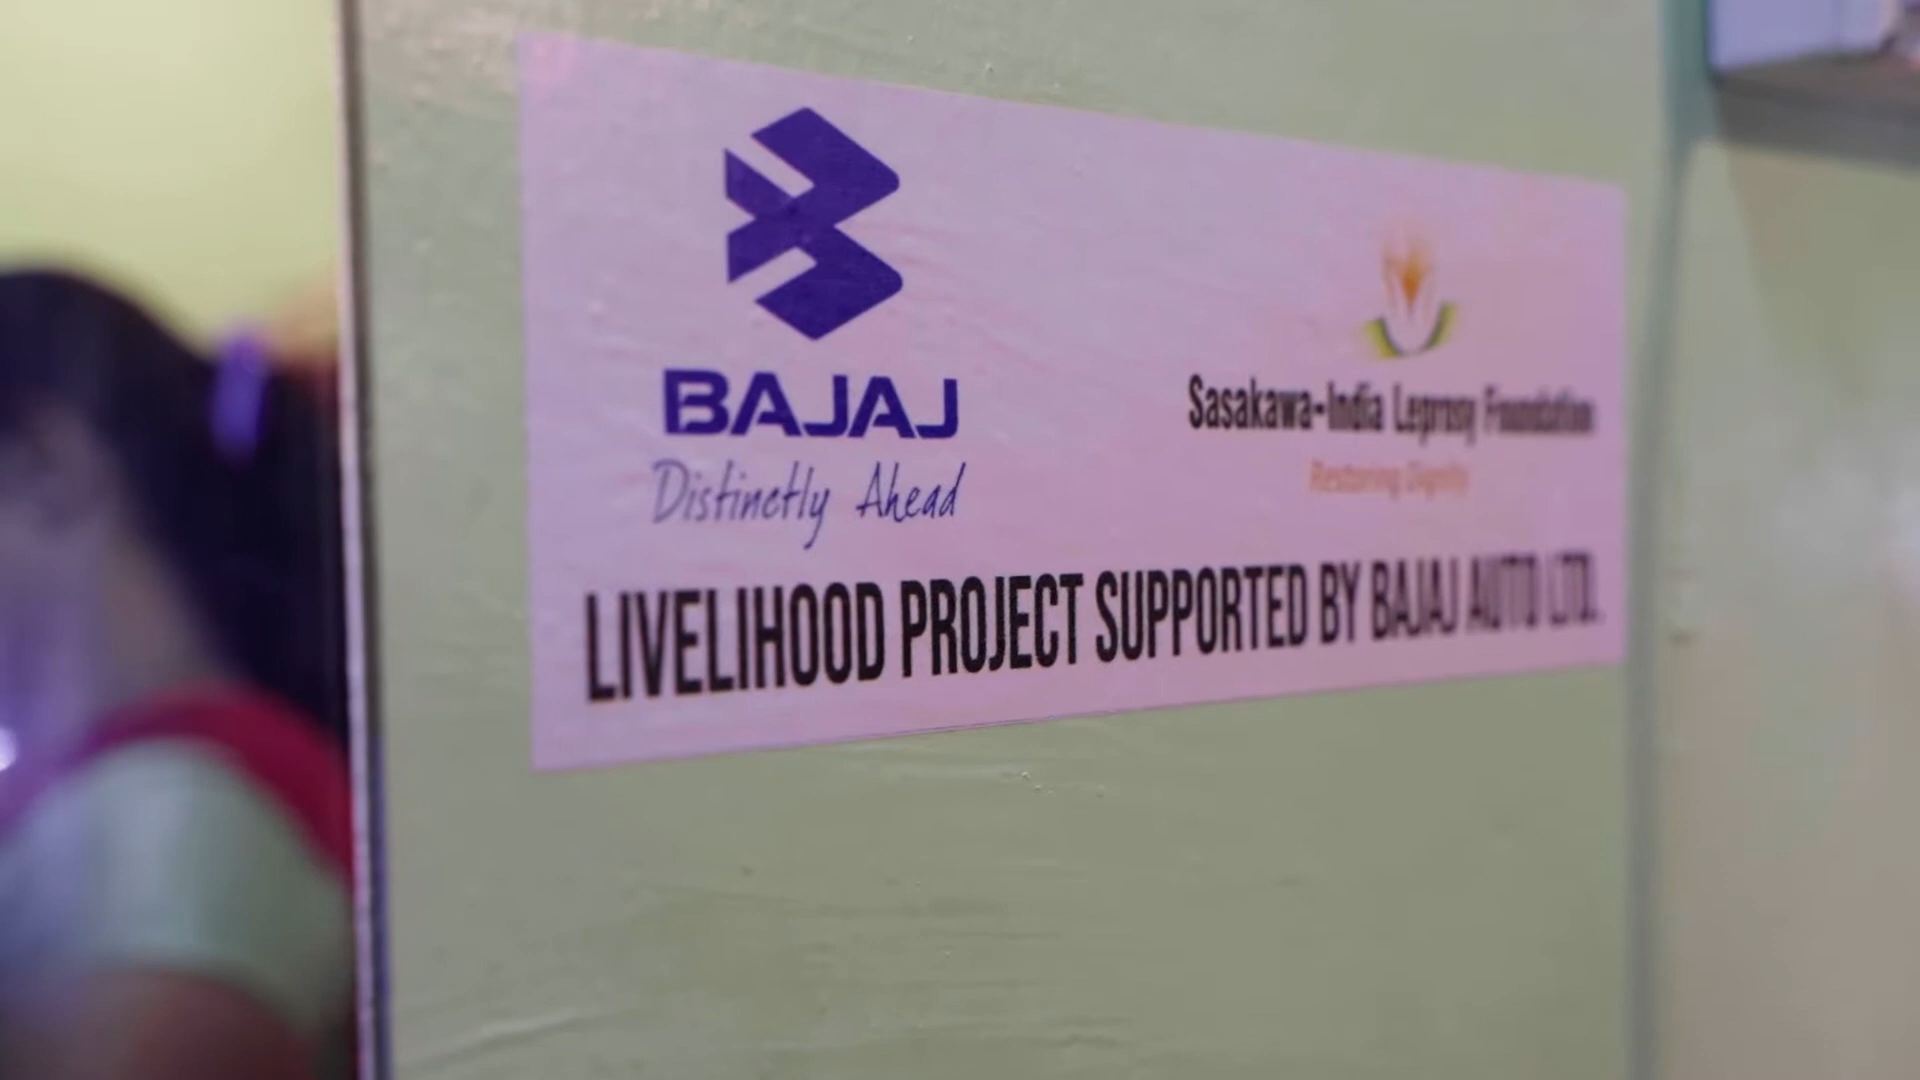 BAJAJ
Distinctly Ahead
Sasakawa-India Leprosy Foundation
Restoring Dignity
LIVELIHOOD PROJECT SUPPORTED BY BAJAJ AUTO LTD.